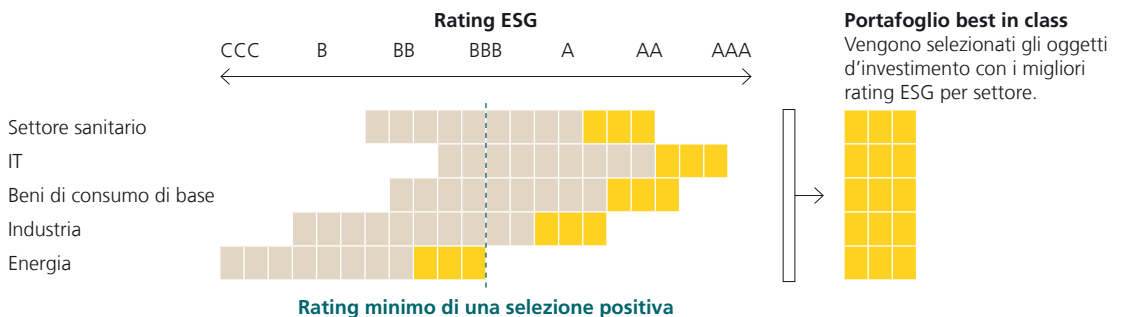 Rating ESG
CCC B BB BBB A AA AAA
Portafoglio best in class
Vengono selezionati gli oggetti
d’investimento con i migliori
rating ESG per settore.
Settore sanitario
IT
Beni di consumo di base
Industria
Energia
Rating minimo di una selezione positiva